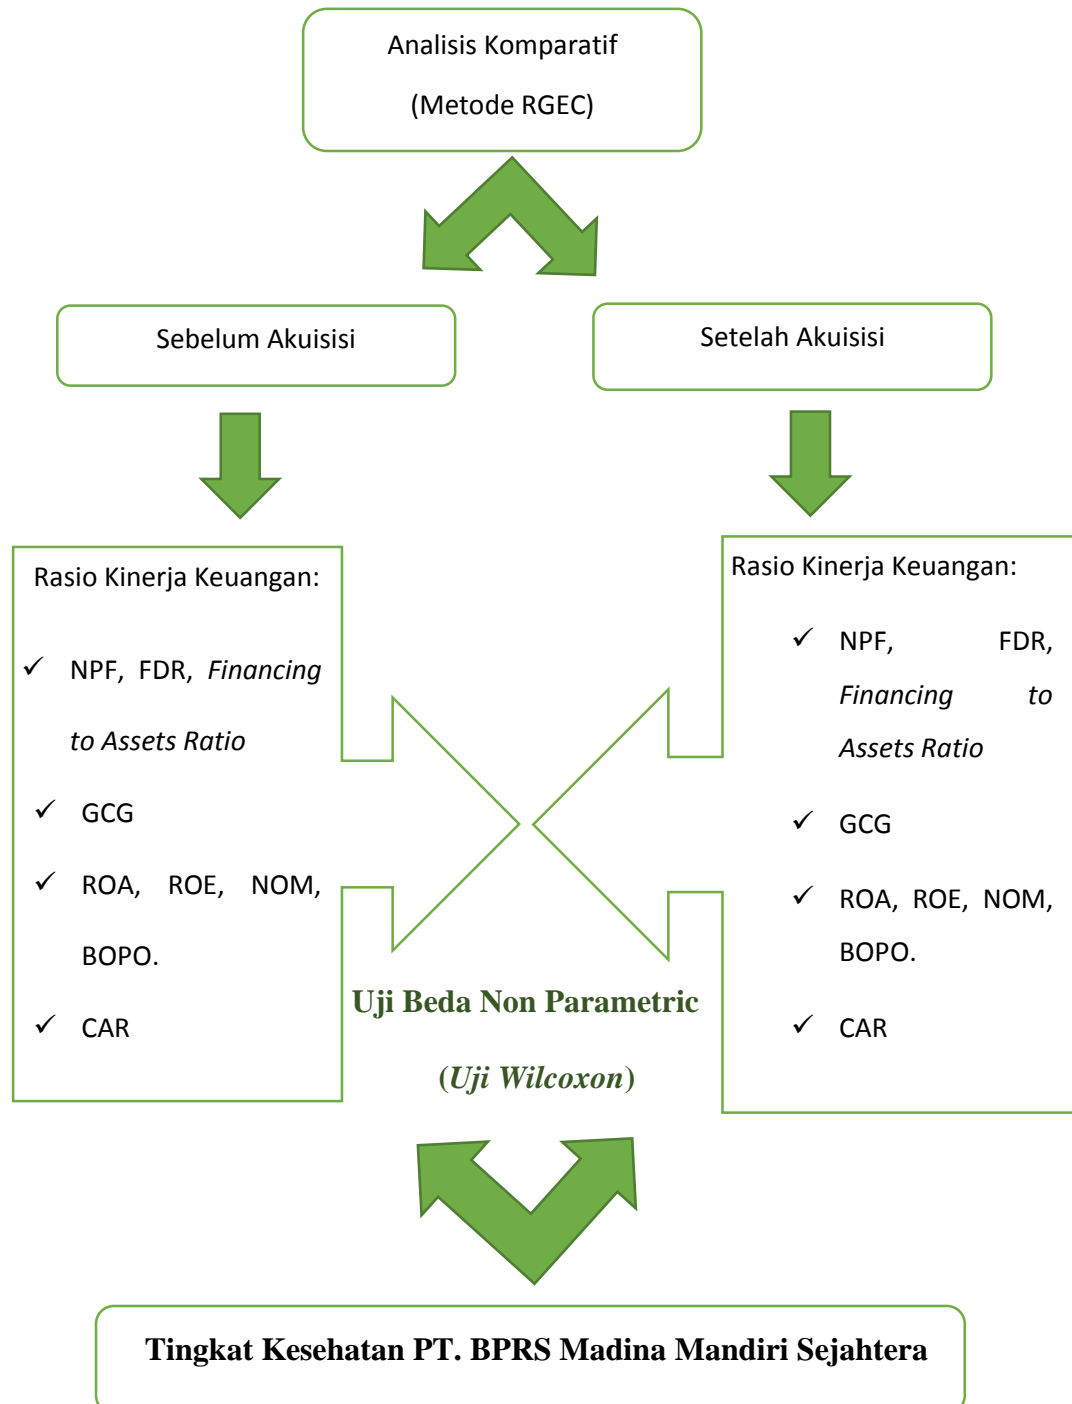 Analisis Komparatif
(Metode RGEC)
Sebelum Akuisisi
Setelah Akuisisi
Rasio Kinerja Keuangan:
✓ NPF, FDR, Financing
to Assets Ratio
✓ GCG
✓ ROA, ROE, NOM,
BOPO.
✓ CAR
Rasio Kinerja Keuangan:
✓ NPF, FDR,
Financing to
Assets Ratio
✓ GCG
✓ ROA, ROE, NOM,
BOPO.
✓ CAR
Uji Beda Non Parametric
(Uji Wilcoxon)
Tingkat Kesehatan PT. BPRS Madina Mandiri Sejahtera